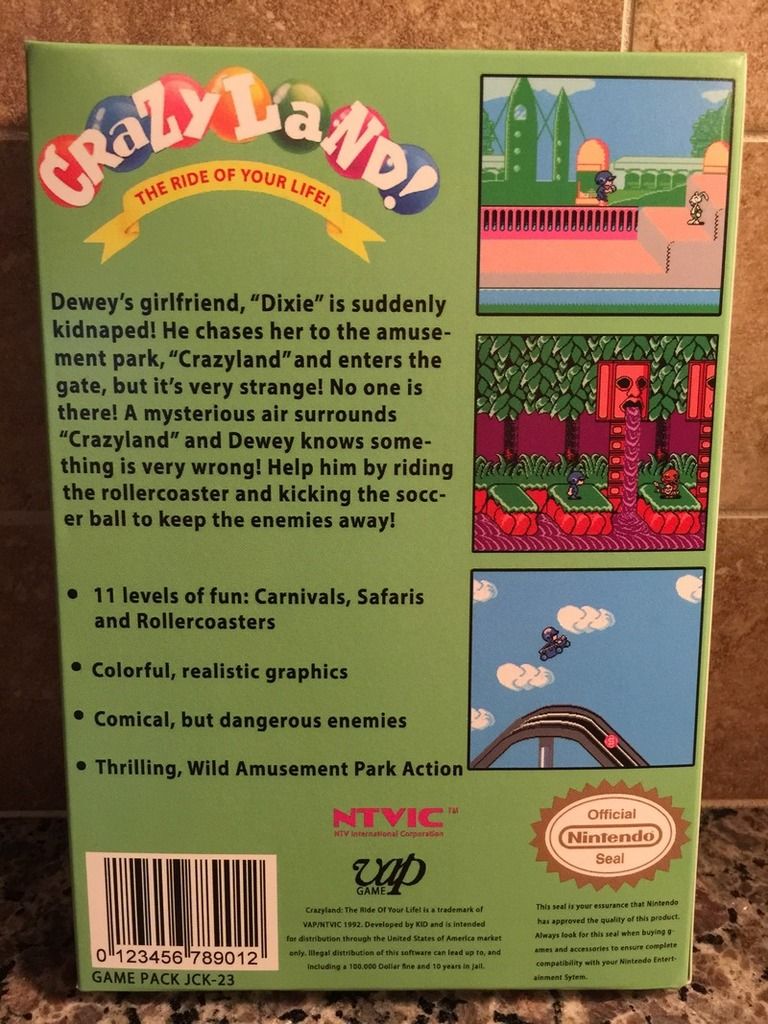 CRaZyLaND!
THE RIDE OF YOUR LIFE!
Dewey's girlfriend, "Dixie" is suddenly
kidnaped! He chases her to the amuse-
ment park, "Crazyland" and enters the
gate, but it's very strange! No one is
there! A mysterious air surrounds
"Crazyland" and Dewey knows some-
thing is very wrong! Help him by riding
the rollercoaster and kicking the socc-
er ball to keep the enemies away!
• 11 levels of fun: Carnivals, Safaris
and Rollercoasters
• Colorful, realistic graphics
• Comical, but dangerous enemies
• Thrilling, Wild Amusement Park Action
NTVIC™
NTV International Corporation
vap
GAME
Crazyland: The Ride Of Your Life! is a trademark of
VAP/NTVIC 1992. Developed by KID and is intended
for distribution through the United States of America market
only. Illegal distribution of this software can lead up to, and
including a 100.000 Dollar fine and 10 years in jail.
0 123456 789012
GAME PACK JCK-23
Official
Nintendo
Seal
This seal is your essurance that Nintendo
has approved the quality of this product.
Always look for this seal when buying g-
ames and accessories to ensure complete
compatibility with your Nintendo Entert-
ainment Sytem.